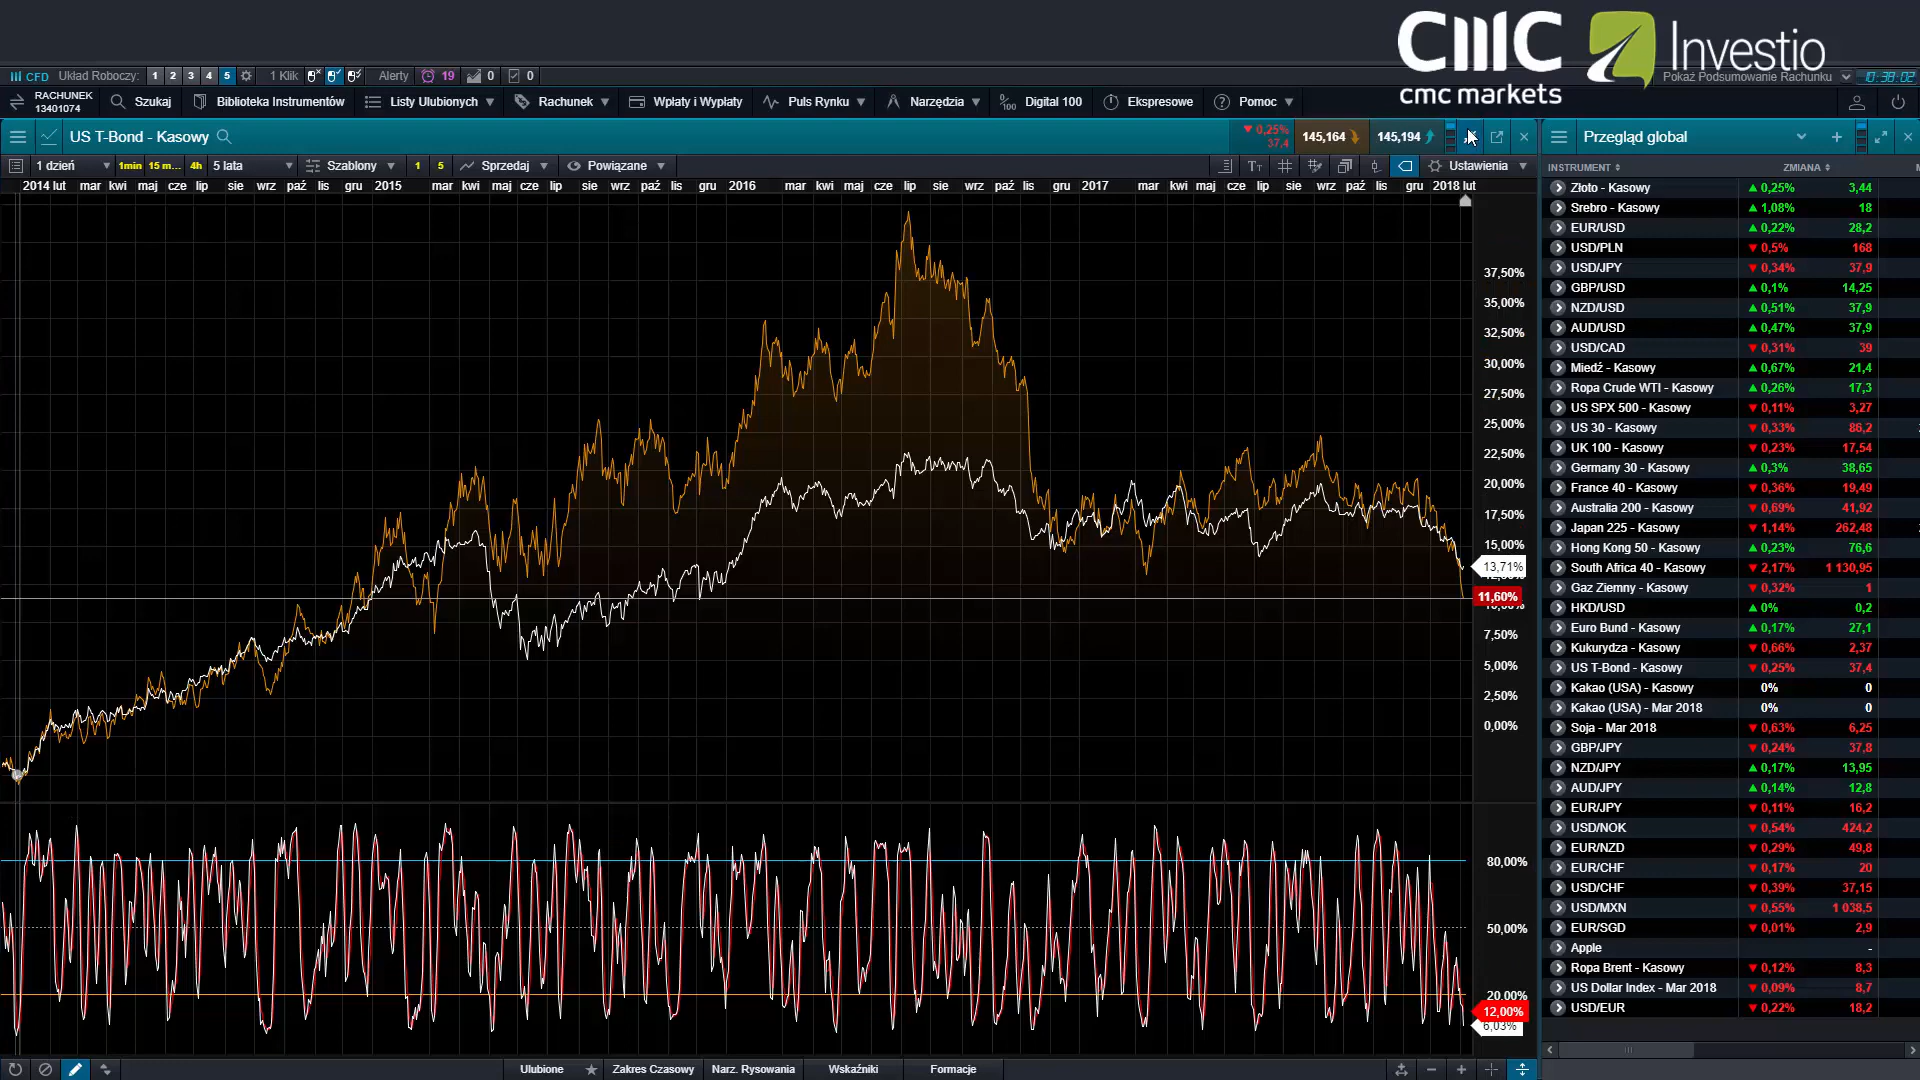 CMC markets
Investio
CFD Układ Roboczy: 1 2 3 4 5 1 Klik Alerty 19 0 0
Pokaż Podsumowanie Rachunku 10:38:02
RACHUNEK 13401074 Szukaj Biblioteka Instrumentów Listy Ulubionych Rachunek Wpłaty i Wypłaty Puls Rynku Narzędzia Digital 100 Ekspresowe Pomoc
US T-Bond - Kasowy 0,25% 37,4 145,164 145,194 Przegląd global
1 dzień 1min 15 m... 4h 5 lata Szablony 1 5 Sprzedaj Powiązane Ustawienia
INSTRUMENT ZMIANA
2014 lut mar kwi maj cze lip sie wrz paź lis gru 2015 mar kwi maj cze lip sie wrz paź lis gru 2016 mar kwi maj cze lip sie wrz paź lis gru 2017 mar kwi maj cze lip sie wrz paź lis gru 2018 lut
37,50%
35,00%
32,50%
30,00%
27,50%
25,00%
22,50%
20,00%
17,50%
15,00%
13,71%
11,60%
7,50%
5,00%
2,50%
0,00%
80,00%
50,00%
20,00%
12,00%
6,03%
Złoto - Kasowy 0,25% 3,44
Srebro - Kasowy 1,08% 18
EUR/USD 0,22% 28,2
USD/PLN 0,5% 168
USD/JPY 0,34% 37,9
GBP/USD 0,1% 14,25
NZD/USD 0,51% 37,9
AUD/USD 0,47% 37,9
USD/CAD 0,31% 39
Miedź - Kasowy 0,67% 21,4
Ropa Crude WTI - Kasowy 0,26% 17,3
US SPX 500 - Kasowy 0,11% 3,27
US 30 - Kasowy 0,33% 86,2
UK 100 - Kasowy 0,23% 17,54
Germany 30 - Kasowy 0,3% 38,65
France 40 - Kasowy 0,36% 19,49
Australia 200 - Kasowy 0,69% 41,92
Japan 225 - Kasowy 1,14% 262,48
Hong Kong 50 - Kasowy 0,23% 76,6
South Africa 40 - Kasowy 2,17% 1 130,95
Gaz Ziemny - Kasowy 0,32% 1
HKD/USD 0% 0,2
Euro Bund - Kasowy 0,17% 27,1
Kukurydza - Kasowy 0,66% 2,37
US T-Bond - Kasowy 0,25% 37,4
Kakao (USA) - Kasowy 0% 0
Kakao (USA) - Mar 2018 0% 0
Soja - Mar 2018 0,63% 6,25
GBP/JPY 0,24% 37,8
NZD/JPY 0,17% 13,95
AUD/JPY 0,14% 12,8
EUR/JPY 0,11% 16,2
USD/NOK 0,54% 424,2
EUR/NZD 0,29% 49,8
EUR/CHF 0,17% 20
USD/CHF 0,39% 37,15
USD/MXN 0,55% 1 038,5
EUR/SGD 0,01% 2,9
Apple -
Ropa Brent - Kasowy 0,12% 8,3
US Dollar Index - Mar 2018 0,09% 8,7
USD/EUR 0,22% 18,2
Ulubione Zakres Czasowy Narz. Rysowania Wskaźniki Formacje